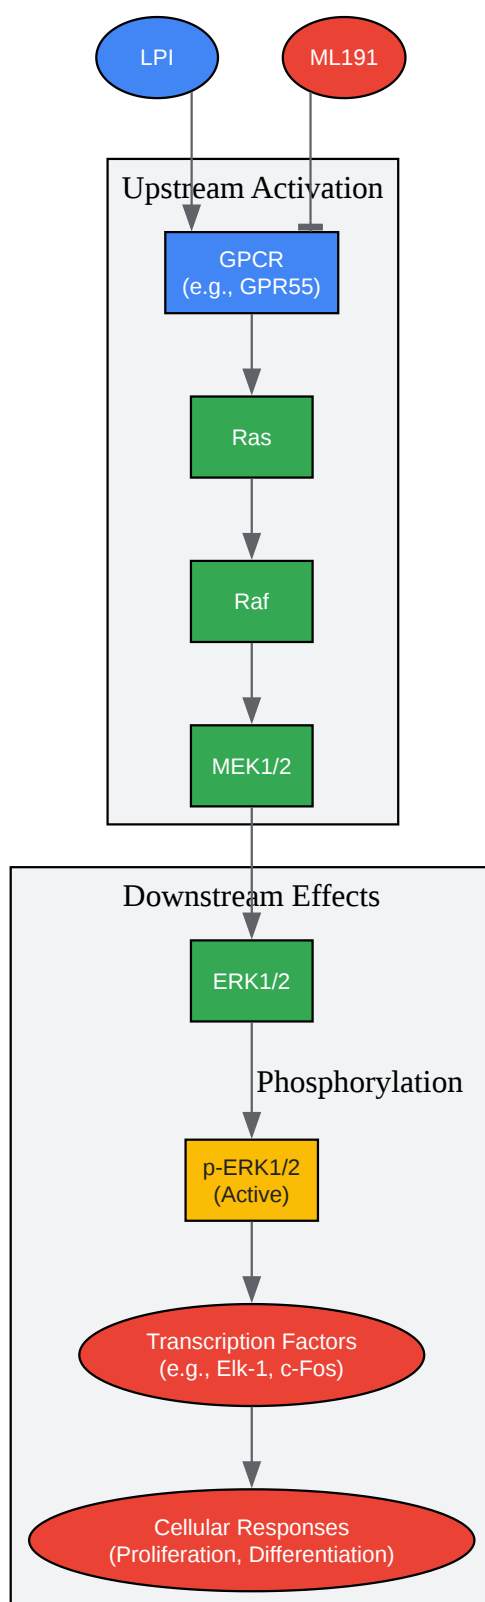 LPI
ML191
Upstream Activation
GPCR
(e.g., GPR55)
Ras
Raf
MEK1/2
Downstream Effects
ERK1/2
Phosphorylation
p-ERK1/2
(Active)
Transcription Factors
(e.g., Elk-1, c-Fos)
Cellular Responses
(Proliferation, Differentiation)